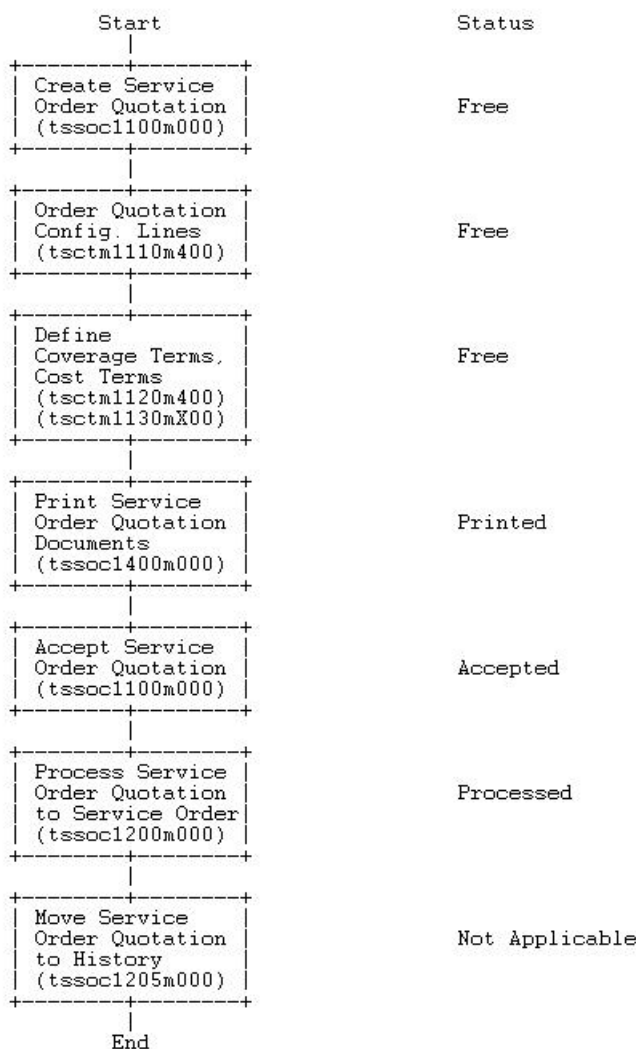 Start Status
Create Service
Order Quotation Free
(tssoc1100m000)
Order Quotation
Config. Lines Free
(tsctm1110m400)
Define
Coverage Terms, Free
Cost Terms
(tsctm1120m400)
(tsctm1130mX00)
Print Service
Order Quotation Printed
Documents
(tssoc1400m000)
Accept Service
Order Quotation Accepted
(tssoc1100m000)
Process Service
Order Quotation Processed
to Service Order
(tssoc1200m000)
Move Service
Order Quotation Not Applicable
to History
(tssoc1205m000)
End